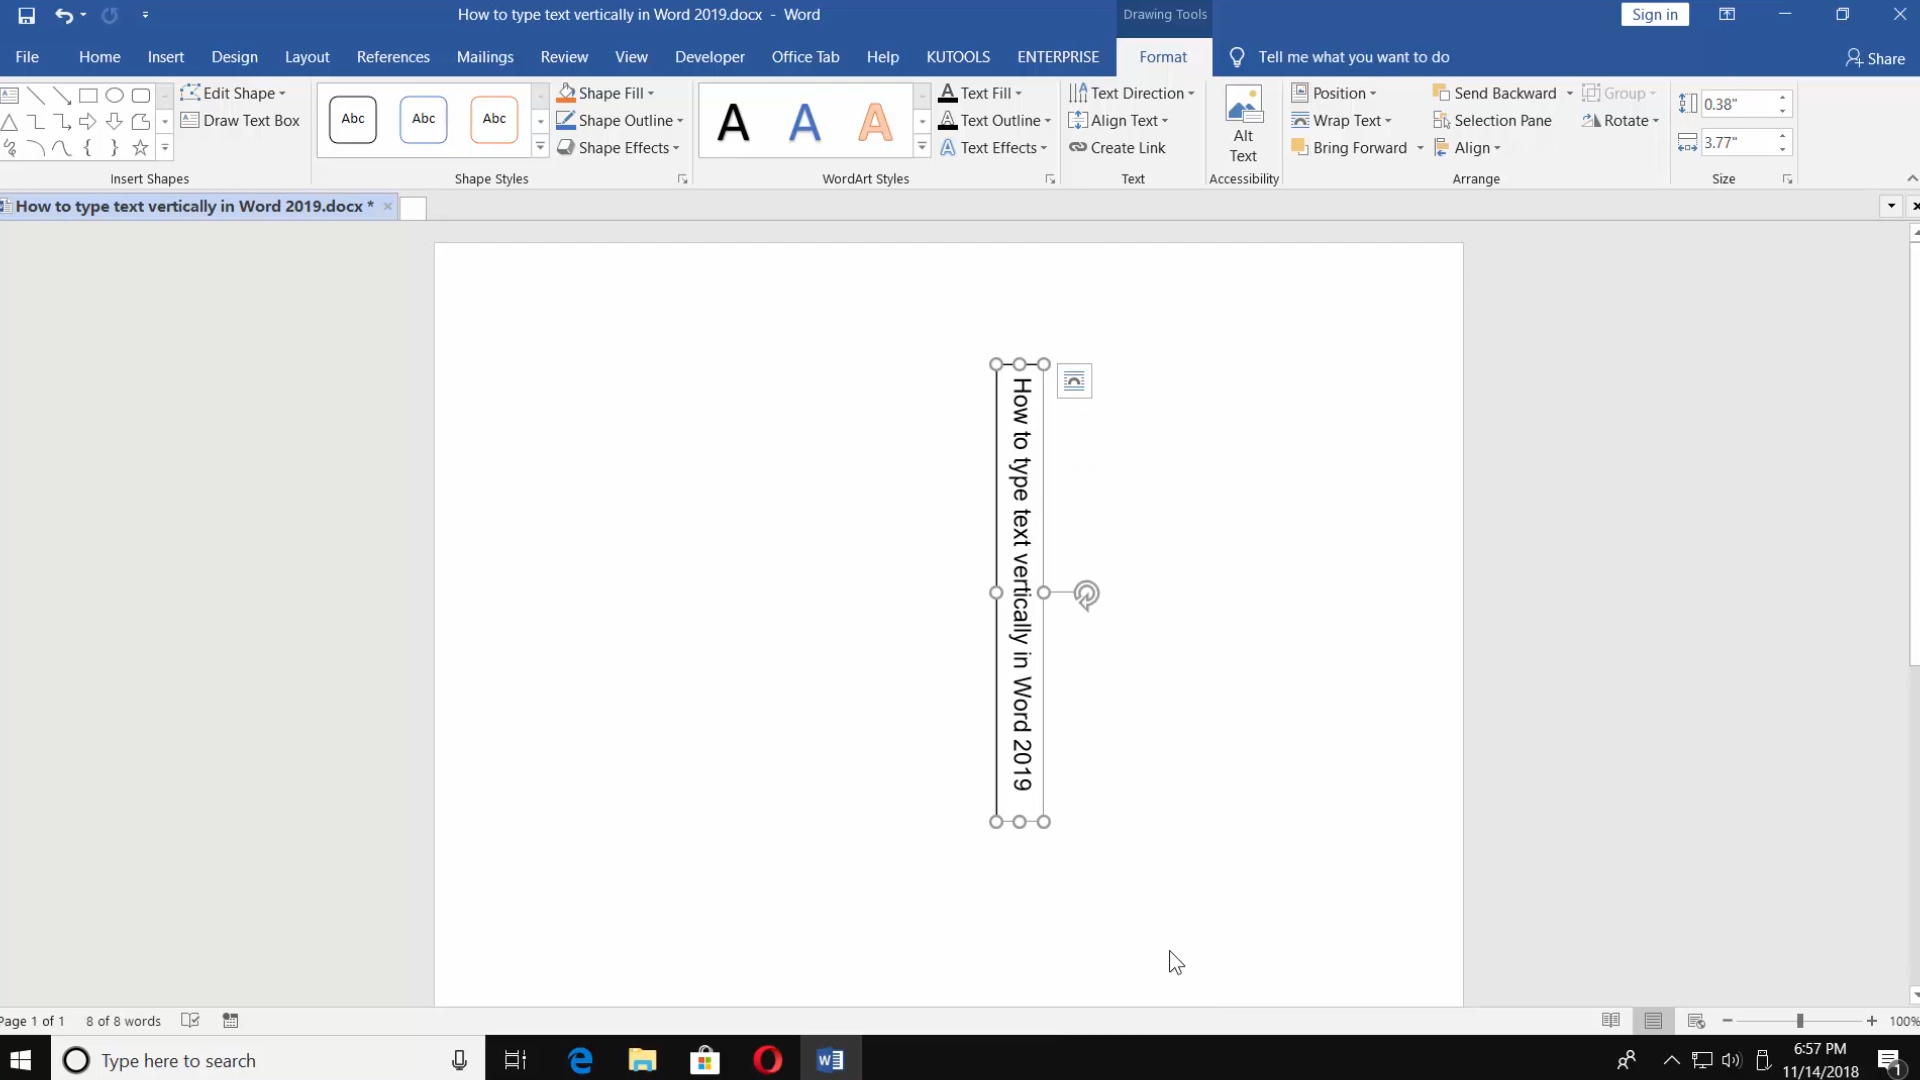 How to type text vertically in Word 2019.docx - Word
Drawing Tools
Sign in
File Home Insert Design Layout References Mailings Review View Developer Office Tab Help KUTOOLS ENTERPRISE Format Tell me what you want to do Share
Edit Shape
Draw Text Box
Insert Shapes
Abc Abc Abc
Shape Fill
Shape Outline
Shape Effects
Shape Styles
A A A
Text Fill
Text Outline
Text Effects
WordArt Styles
Text Direction
Align Text
Create Link
Text
Alt
Text
Accessibility
Position
Wrap Text
Bring Forward
Send Backward
Selection Pane
Align
Group
Rotate
Arrange
0.38"
3.77"
Size
How to type text vertically in Word 2019.docx *
How to type text vertically in Word 2019
Page 1 of 1 8 of 8 words
100%
Type here to search
6:57 PM
11/14/2018
1